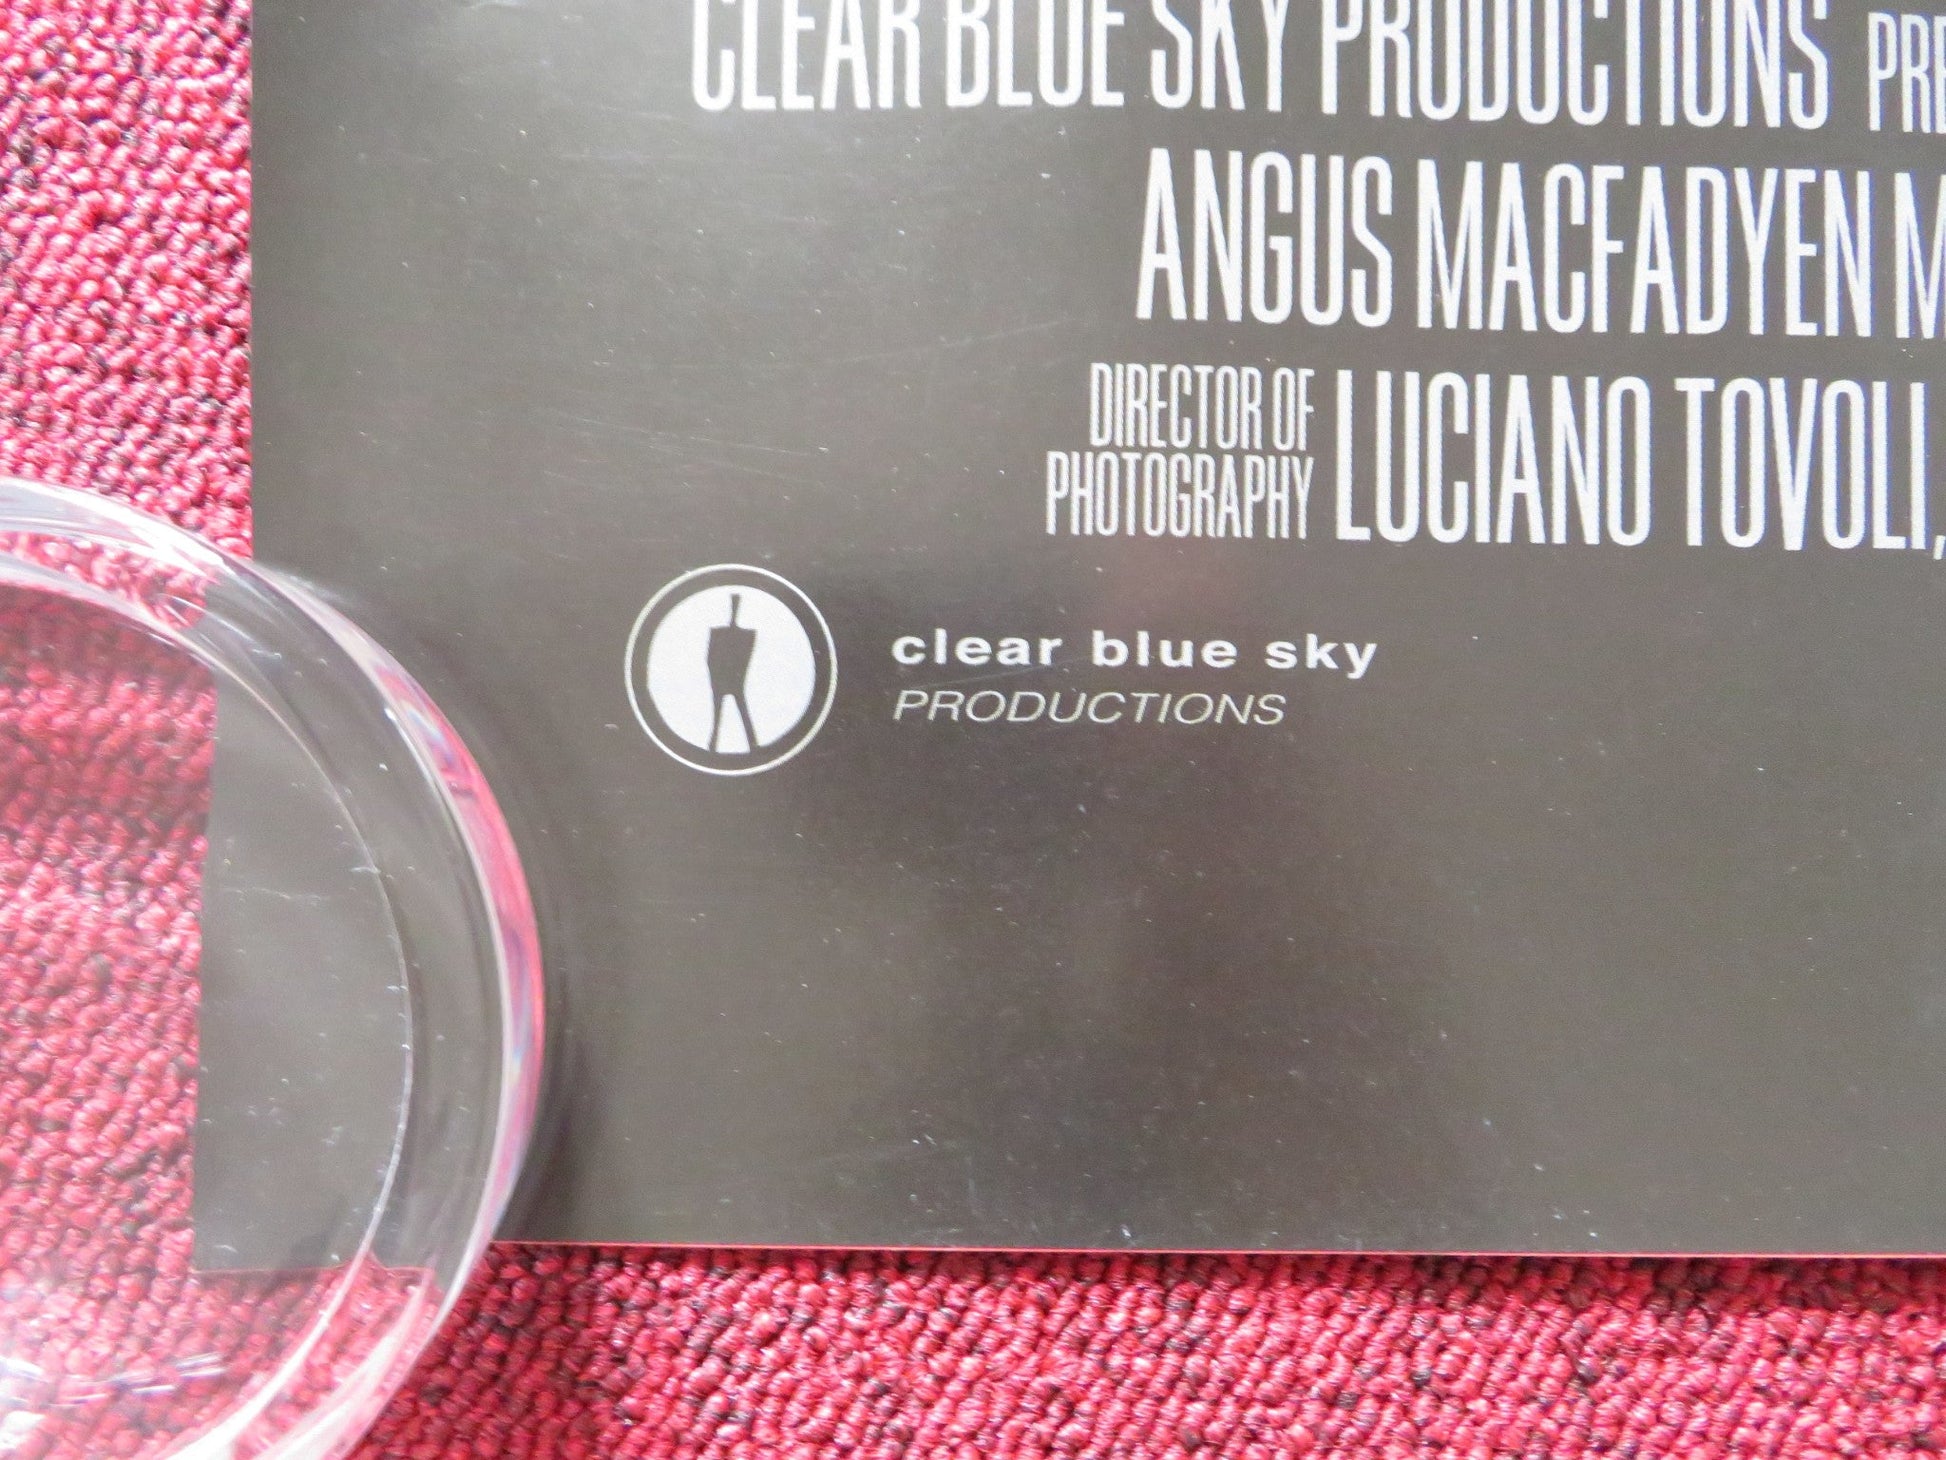 CLEAR BLUE SKY PRODUCTIONS
ANGUS MACFADYEN
DIRECTOR OF
PHOTOGRAPHY LUCIANO TOVOLI,
clear blue sky
PRODUCTIONS